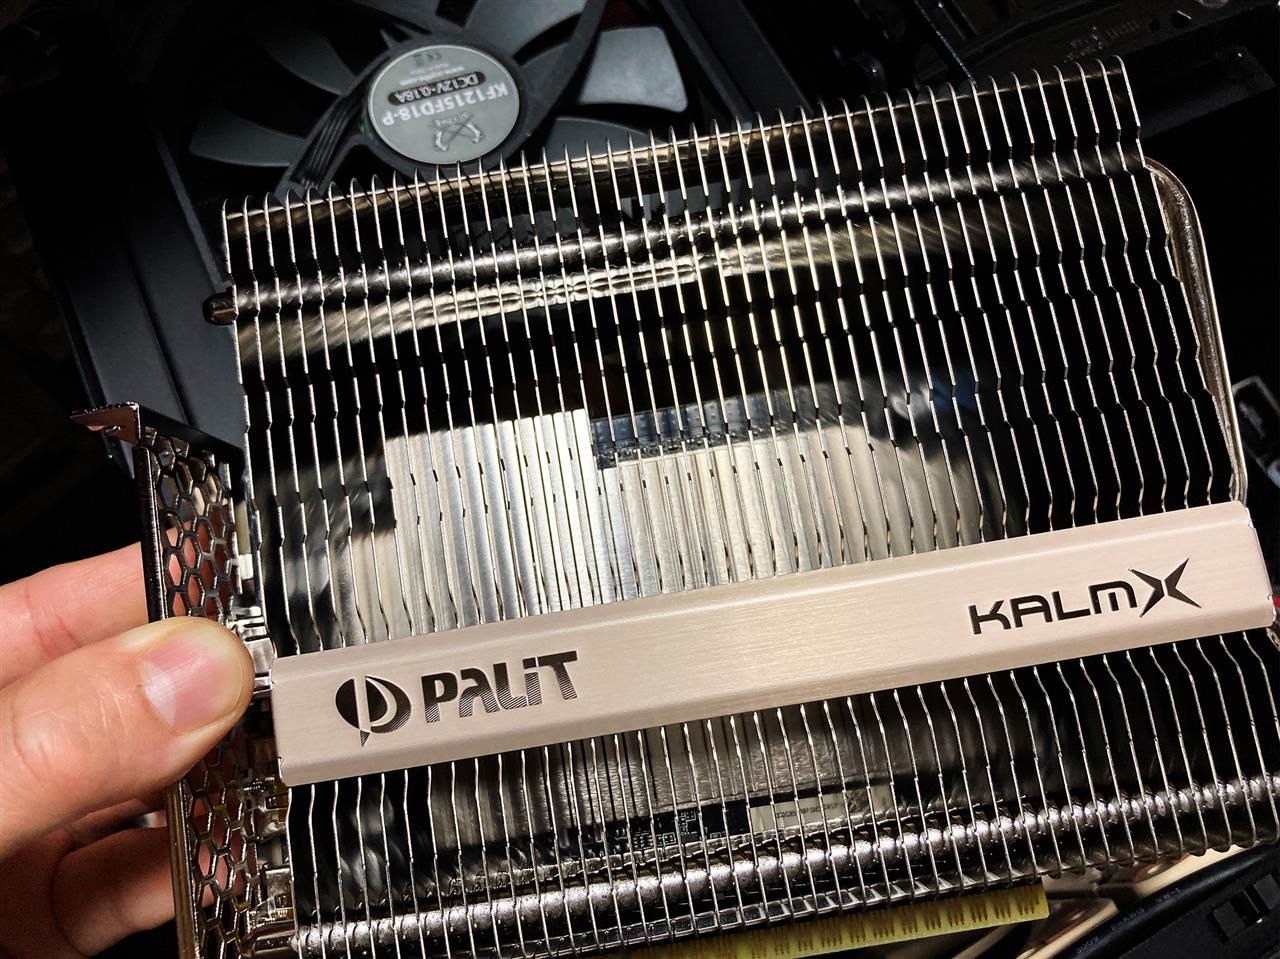 KF1215FD18-P
DC12V-0.18A
PALiT
KALMX